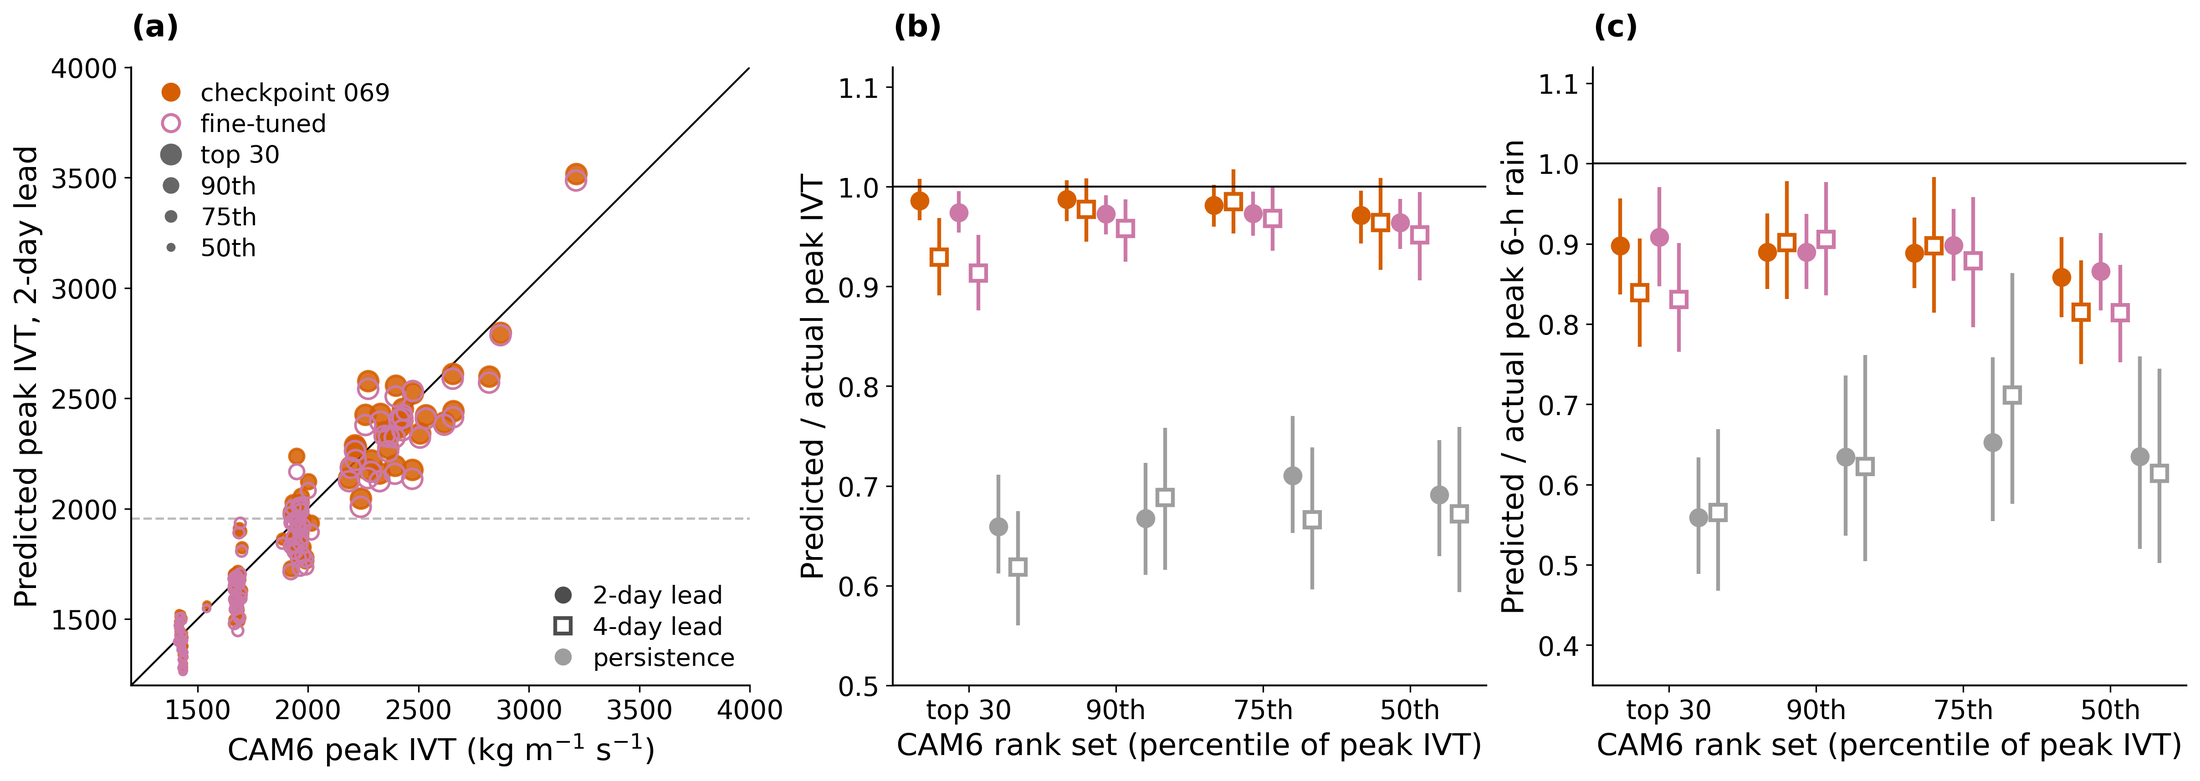 (a)
Predicted peak IVT, 2-day lead
4000
3500
3000
2500
2000
1500
checkpoint 069
fine-tuned
top 30
90th
75th
50th
2-day lead
4-day lead
persistence
1500 2000 2500 3000 3500 4000
CAM6 peak IVT (kg m⁻¹ s⁻¹)
(b)
Predicted / actual peak IVT
1.1
1.0
0.9
0.8
0.7
0.6
0.5
top 30 90th 75th 50th
CAM6 rank set (percentile of peak IVT)
(c)
Predicted / actual peak 6-h rain
1.1
1.0
0.9
0.8
0.7
0.6
0.5
0.4
top 30 90th 75th 50th
CAM6 rank set (percentile of peak IVT)